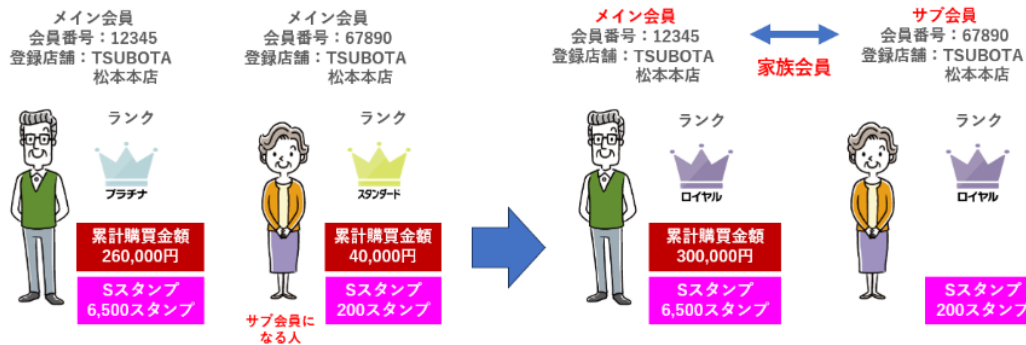 メイン会員
会員番号：12345
登録店舗：TSUBOTA
松本本店
ランク
プラチナ
累計購買金額
260,000円
Sスタンプ
6,500スタンプ
メイン会員
会員番号：67890
登録店舗：TSUBOTA
松本本店
ランク
スタンダード
累計購買金額
40,000円
Sスタンプ
200スタンプ
サブ会員に
なる人
メイン会員
会員番号：12345
登録店舗：TSUBOTA
松本本店
家族会員
ランク
ロイヤル
累計購買金額
300,000円
Sスタンプ
6,500スタンプ
サブ会員
会員番号：67890
登録店舗：TSUBOTA
松本本店
ランク
ロイヤル
Sスタンプ
200スタンプ